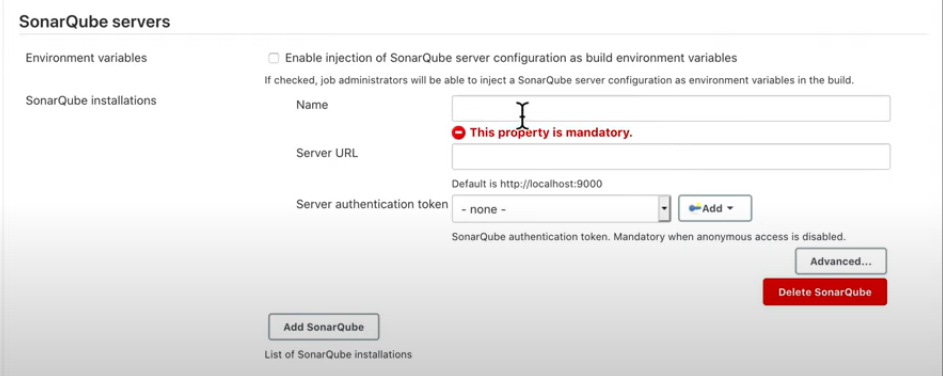 SonarQube servers
Environment variables
Enable injection of SonarQube server configuration as build environment variables
If checked, job administrators will be able to inject a SonarQube server configuration as environment variables in the build.
SonarQube installations
Name
This property is mandatory.
Server URL
Default is http://localhost:9000
Server authentication token
- none -
Add
SonarQube authentication token. Mandatory when anonymous access is disabled.
Advanced...
Delete SonarQube
Add SonarQube
List of SonarQube installations